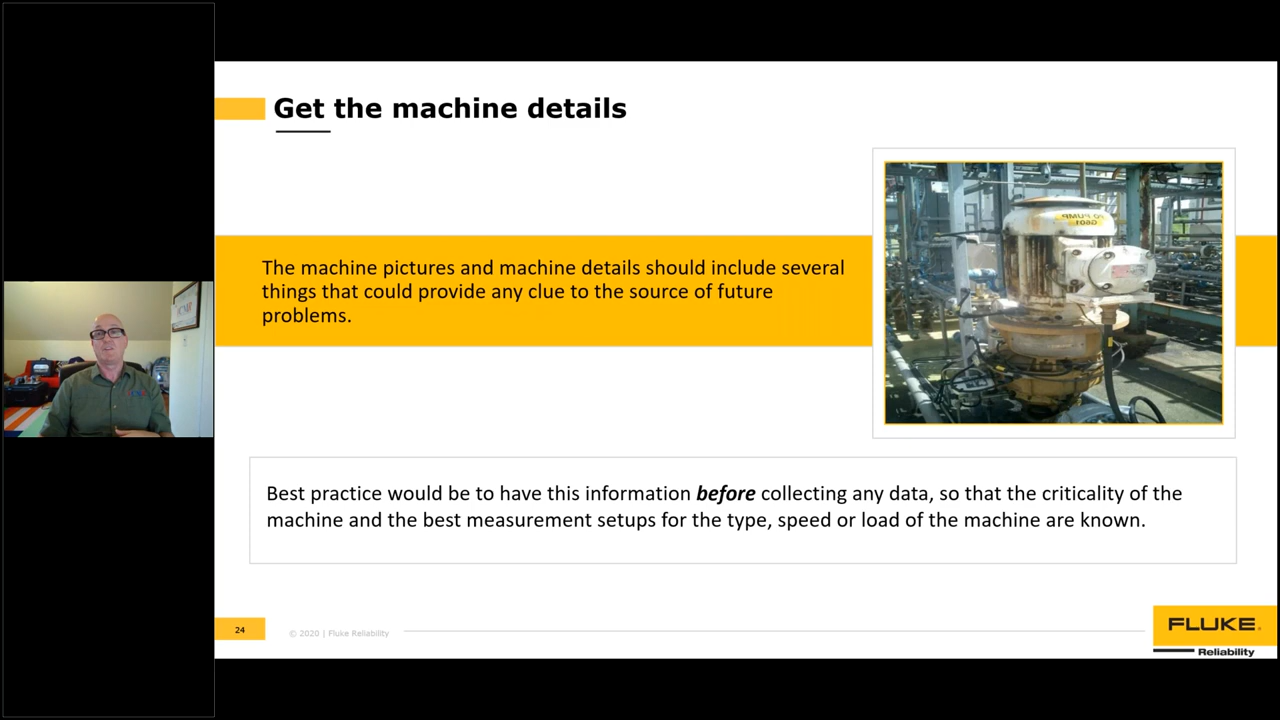 Get the machine details
The machine pictures and machine details should include several
things that could provide any clue to the source of future
problems.
PUMP
G601
Best practice would be to have this information before collecting any data, so that the criticality of the
machine and the best measurement setups for the type, speed or load of the machine are known.
24
© 2020 | Fluke Reliability
FLUKE.
Reliability